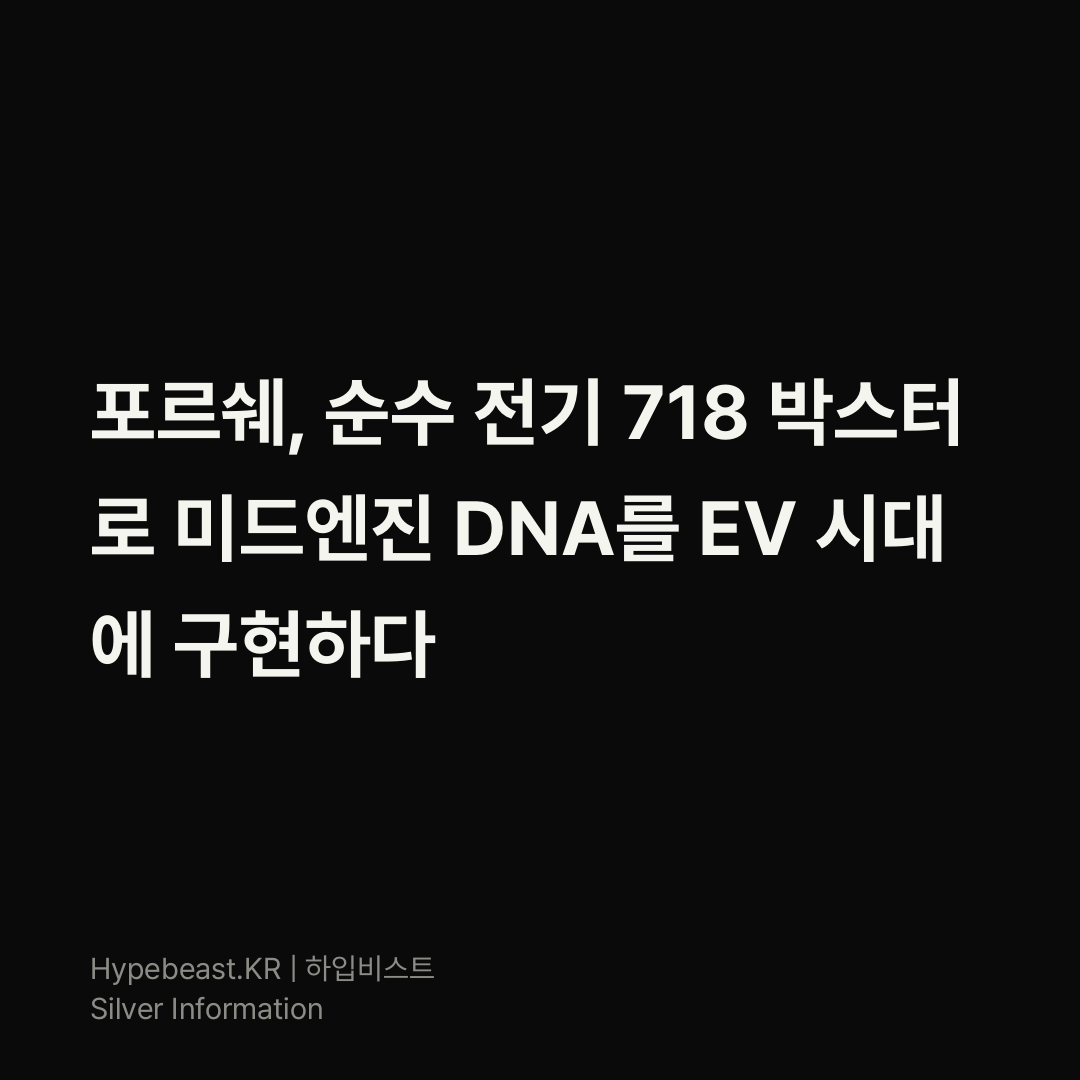 포르쉐, 순수 전기 718 박스터
로 미드엔진 DNA를 EV 시대
에 구현하다
Hypebeast.KR | 하입비스트
Silver Information